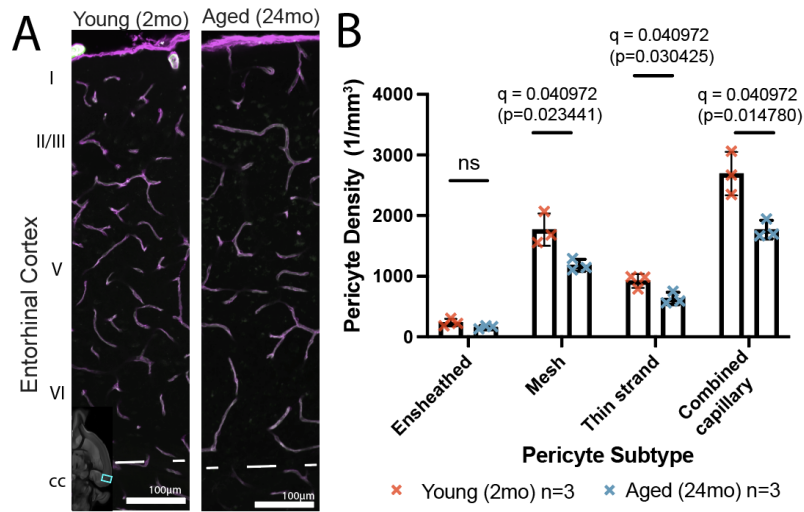 A
Young (2mo)
Aged (24mo)
I
II/III
V
VI
cc
Entorhinal Cortex
100μm
100μm
B
q = 0.040972
(p=0.030425)
q = 0.040972
(p=0.023441)
q = 0.040972
(p=0.014780)
ns
Pericyte Density (1/mm³)
4000
3000
2000
1000
0
Ensheathed
Mesh
Thin strand
Combined
capillary
Pericyte Subtype
Young (2mo) n=3
Aged (24mo) n=3